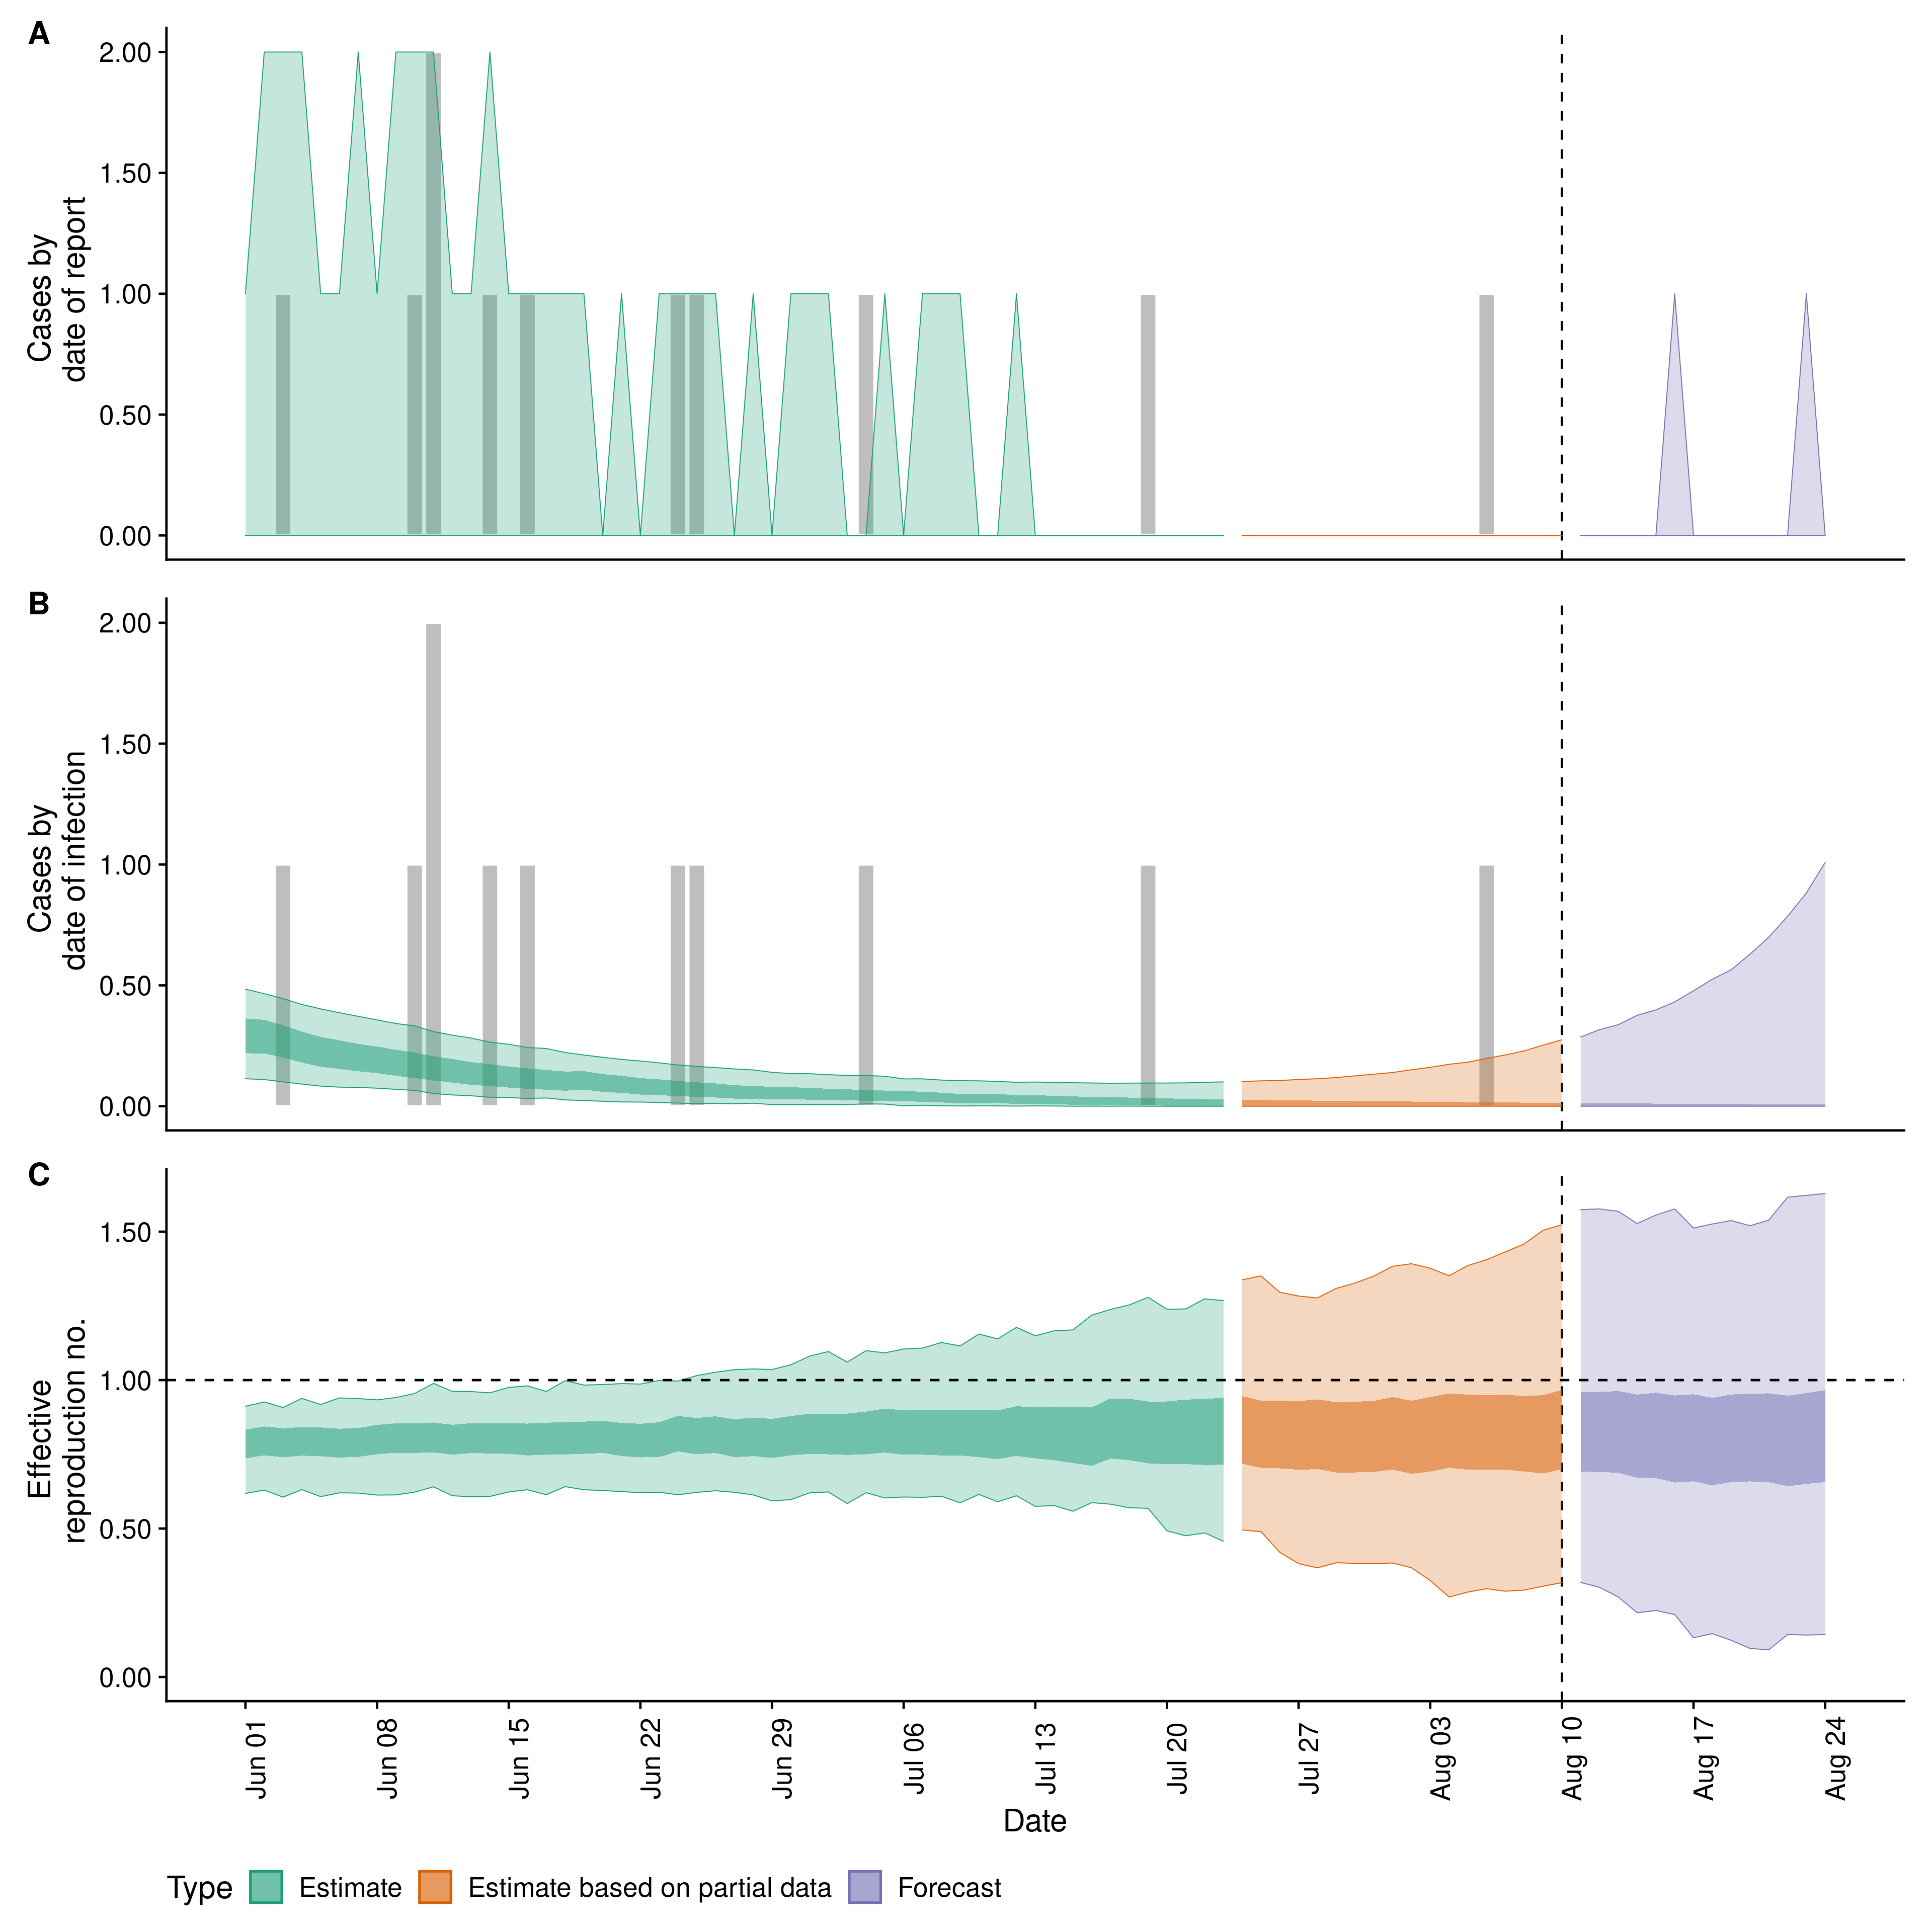 A
2.00
1.50
1.00
0.50
0.00
Cases by
date of report
B
2.00
1.50
1.00
0.50
0.00
Cases by
date of infection
C
1.50
1.00
0.50
0.00
Effective
reproduction no.
Jun 01
Jun 08
Jun 15
Jun 22
Jun 29
Jul 06
Jul 13
Jul 20
Jul 27
Aug 03
Aug 10
Aug 17
Aug 24
Date
Type Estimate Estimate based on partial data Forecast